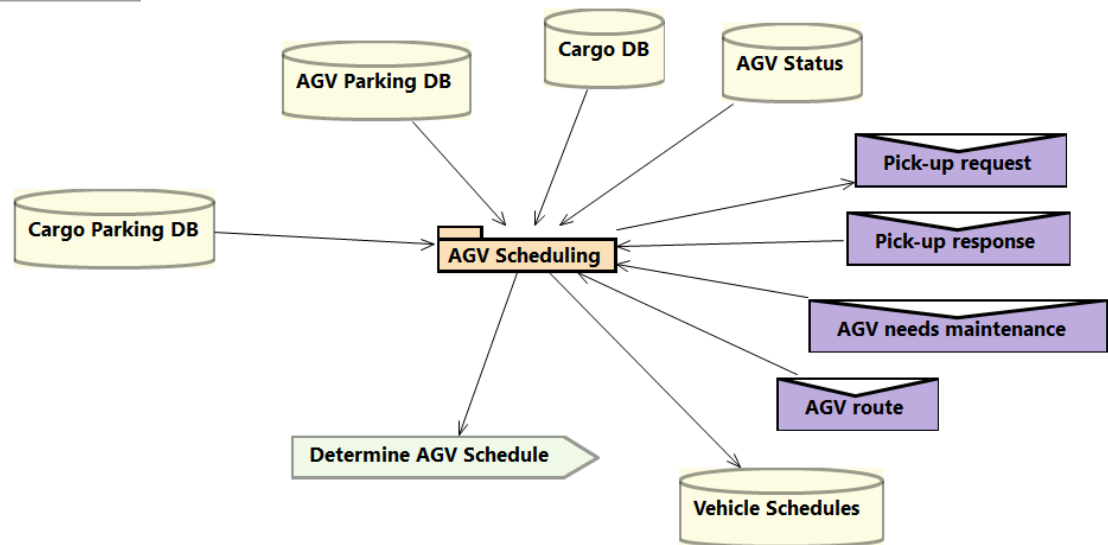 Cargo DB
AGV Parking DB
AGV Status
Pick-up request
Cargo Parking DB
Pick-up response
AGV Scheduling
AGV needs maintenance
AGV route
Determine AGV Schedule
Vehicle Schedules